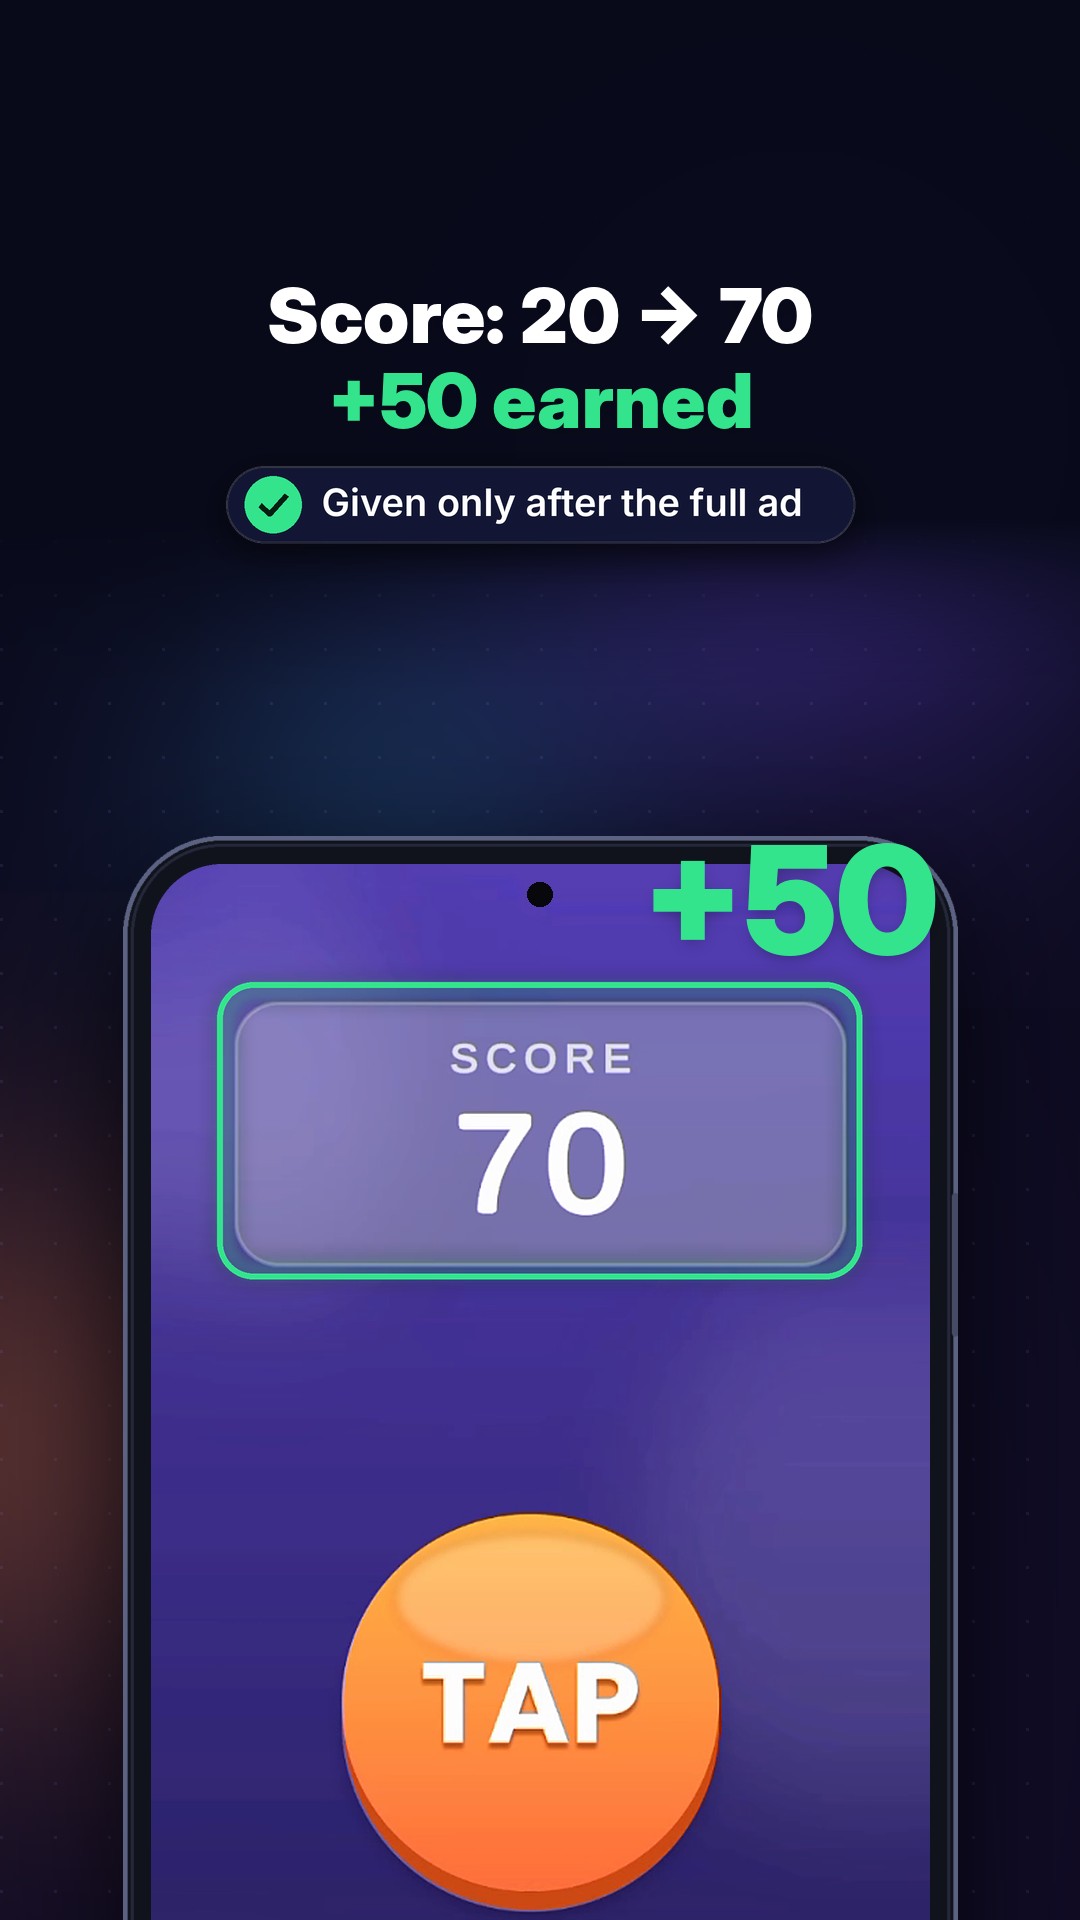 Score: 20 → 70
+50 earned
Given only after the full ad
+50
SCORE
70
TAP